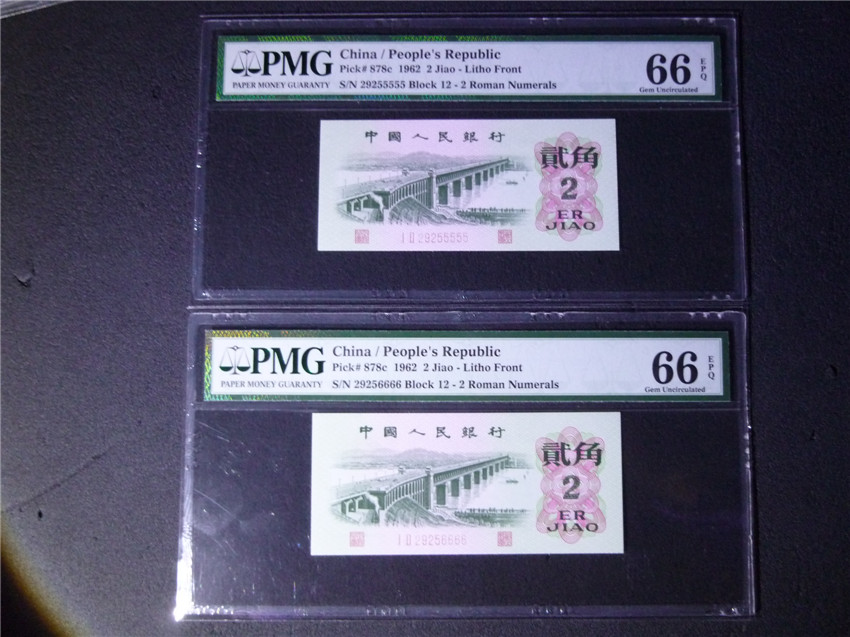 PMG
PAPER MONEY GUARANTY
China / People's Republic
Pick# 878c 1962 2 Jiao - Litho Front
S/N 29255555 Block 12 - 2 Roman Numerals
66
EPQ
Gem Uncirculated
中國人民銀行
貳角
2
ER
JIAO
I II 29255555
PMG
PAPER MONEY GUARANTY
China / People's Republic
Pick# 878c 1962 2 Jiao - Litho Front
S/N 29256666 Block 12 - 2 Roman Numerals
66
EPQ
Gem Uncirculated
中國人民銀行
貳角
2
ER
JIAO
I II 29256666